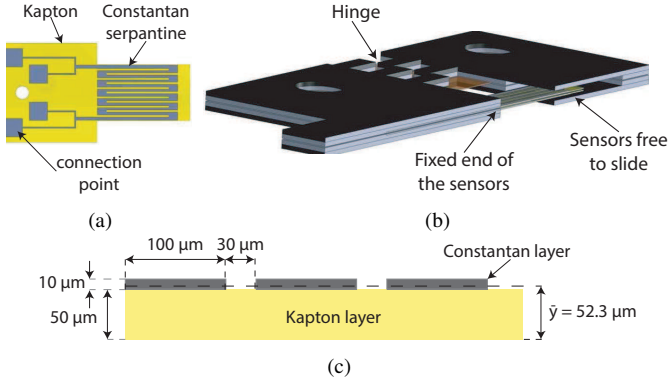 Kapton
Constantan
serpantine
connection
point
(a)
Hinge
Fixed end of
the sensors
Sensors free
to slide
(b)
100 µm
30 µm
Constantan layer
10 µm
50 µm
Kapton layer
ȳ = 52.3 µm
(c)